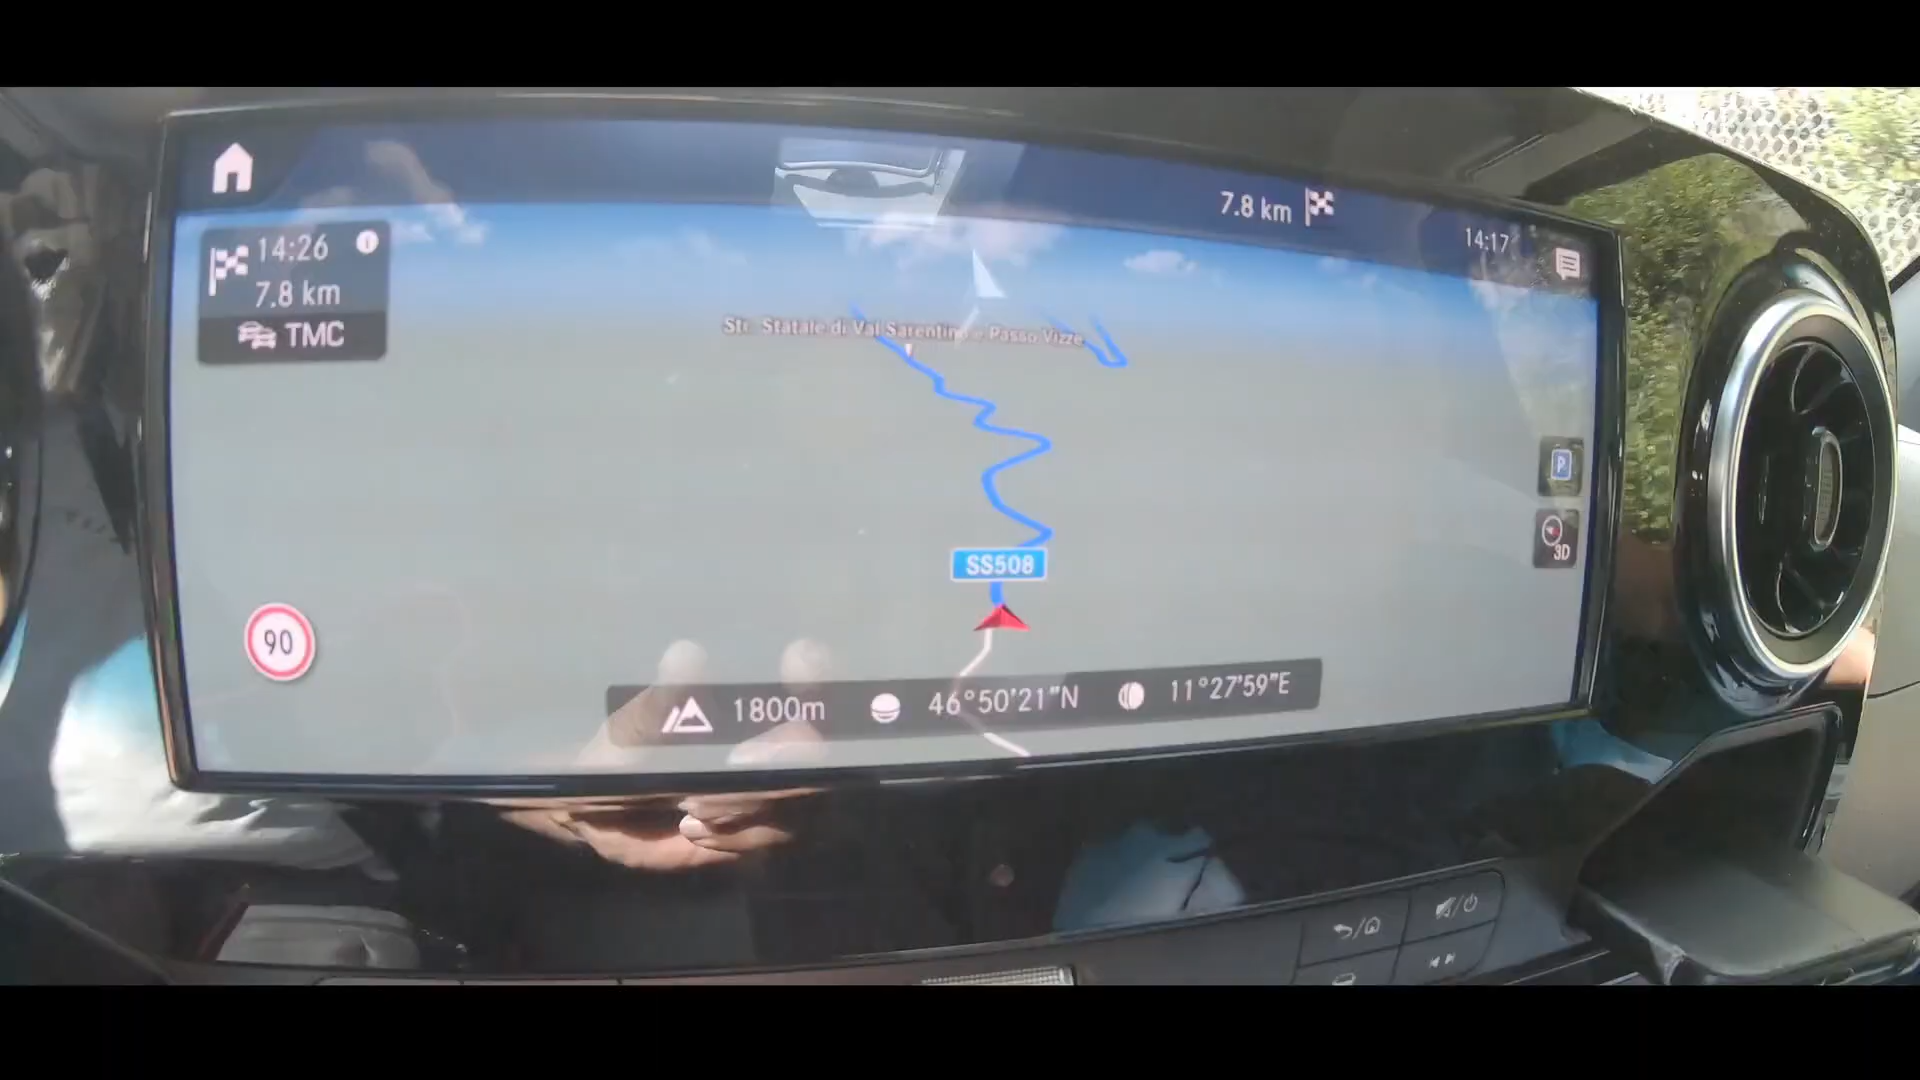 7.8 km
14:17
14:26
7.8 km
TMC
Str. Statale di Val Sarentino e Passo Vizze
P
3D
SS508
90
1800m 46°50'21"N 11°27'59"E